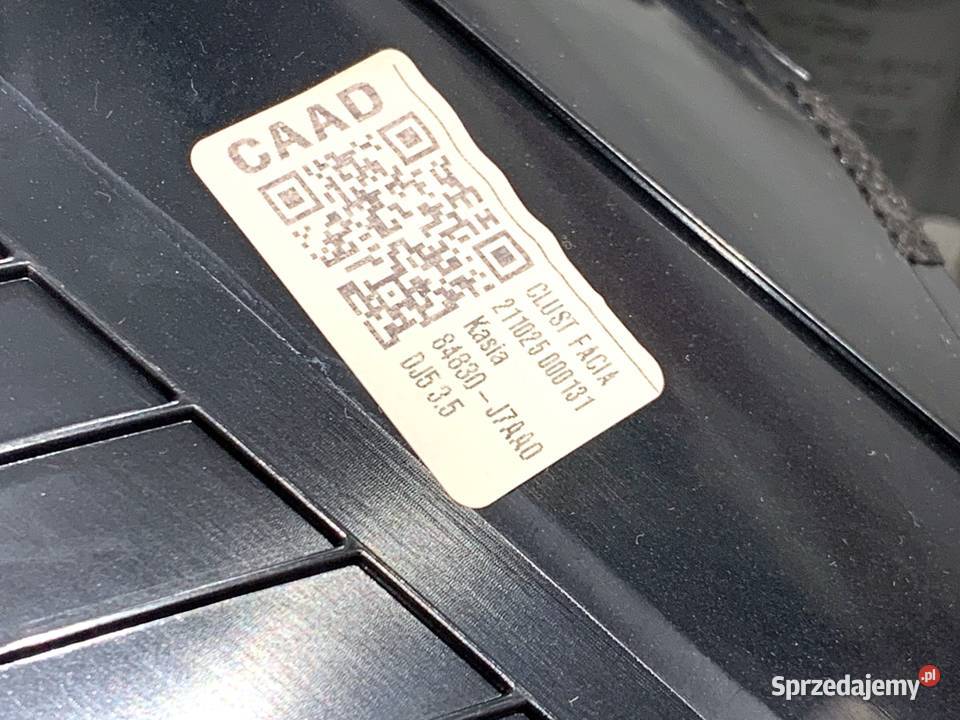 CAAD
CLUST FACIA
211025 000131
Kasia
84830-J7AA0
DJ5 3,5
Sprzedajemy.pl